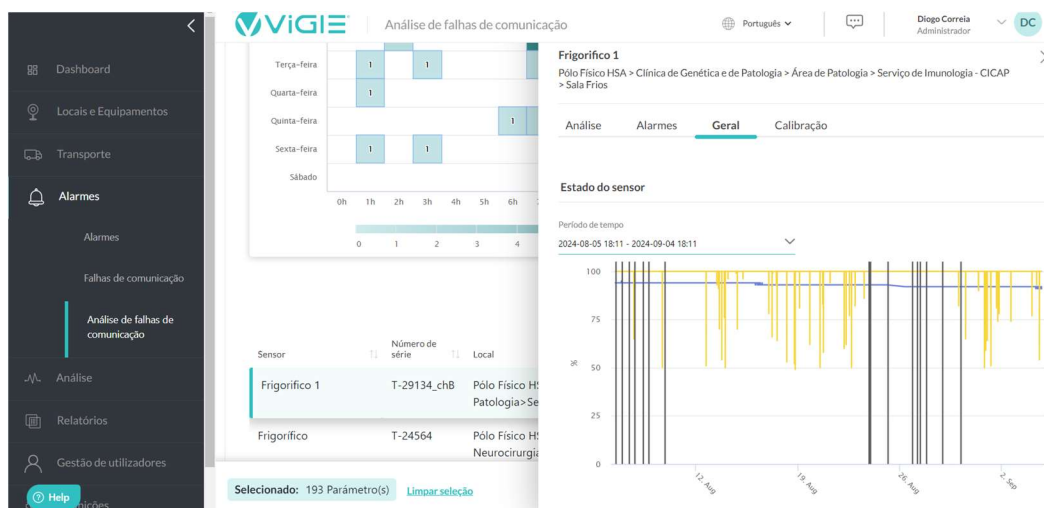 ViGIE
Análise de falhas de comunicação
Português
Diogo Correia
Administrador
DC
Dashboard
Locais e Equipamentos
Transporte
Alarmes
Alarmes
Falhas de comunicação
Análise de falhas de
comunicação
Análise
Relatórios
Gestão de utilizadores
Help
Terça-feira
1
1
Quarta-feira
1
Quinta-feira
1
Sexta-feira
1
1
Sábado
0h 1h 2h 3h 4h 5h 6h
0 1 2 3 4
Sensor
Número de
série
Local
Frigorifico 1
T-29134_chB
Pólo Físico H
Patologia>Se
Frigorífico
T-24564
Pólo Físico H
Neurocirurgia
Selecionado: 193 Parámetro(s)
Limpar seleção
Frigorifico 1
Pólo Físico HSA > Clínica de Genética e de Patologia > Área de Patologia > Serviço de Imunologia - CICAP
> Sala Frios
Análise Alarmes Geral Calibração
Estado do sensor
Período de tempo
2024-08-05 18:11 - 2024-09-04 18:11
100
75
%
50
25
0
12. Aug
19. Aug
26. Aug
2. Sep